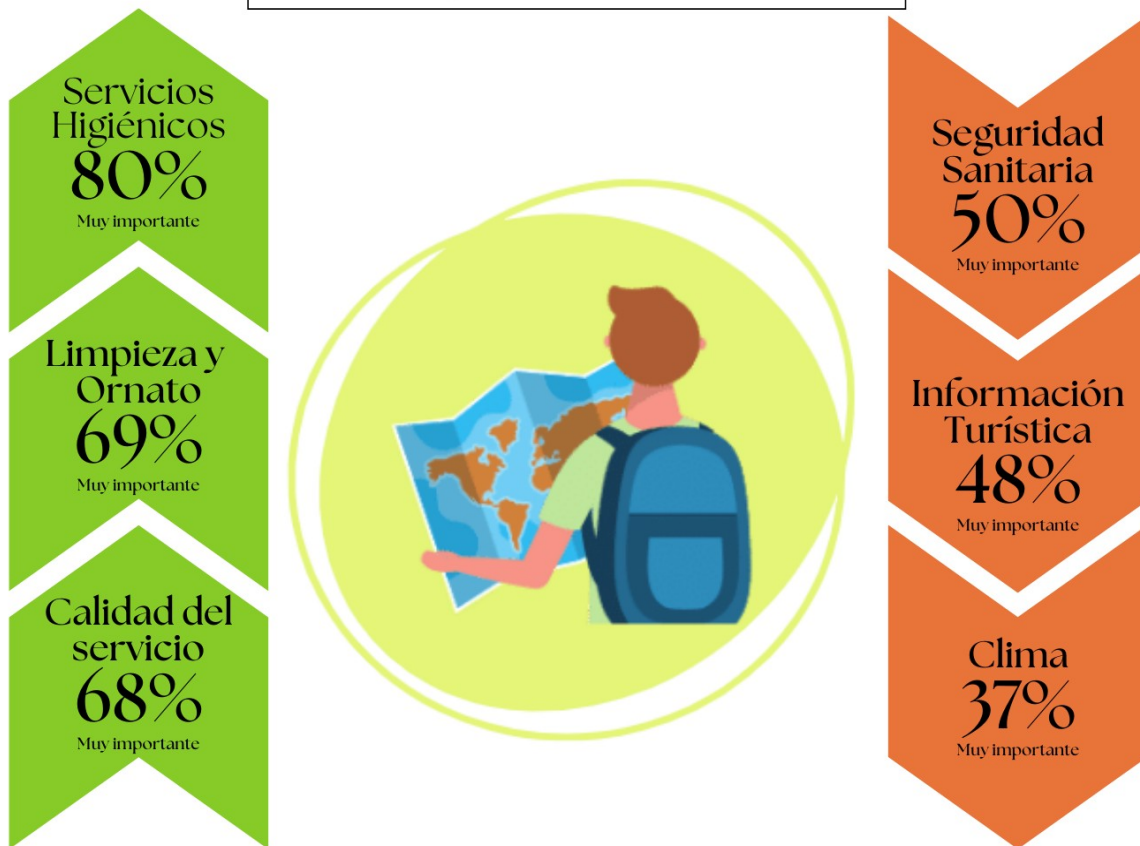 Servicios
Higiénicos
80%
Muy importante
Limpieza y
Ornato
69%
Muy importante
Calidad del
servicio
68%
Muy importante
Seguridad
Sanitaria
50%
Muy importante
Información
Turística
48%
Muy importante
Clima
37%
Muy importante